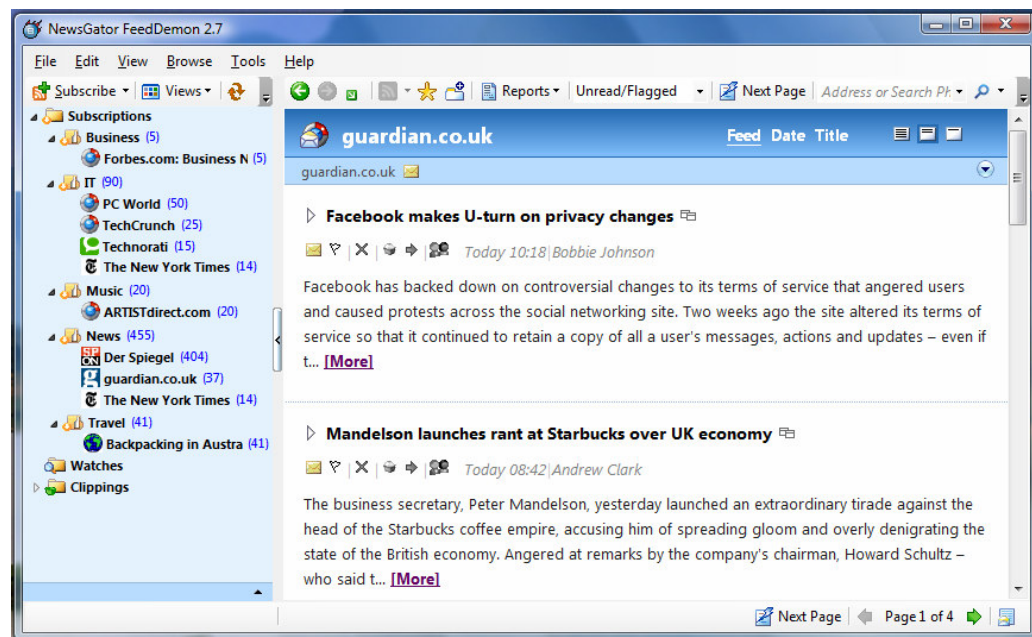 NewsGator FeedDemon 2.7
File Edit View Browse Tools Help
Subscribe Views Reports Unread/Flagged Next Page Address or Search Ph
Subscriptions
Business (5)
Forbes.com: Business N (5)
IT (90)
PC World (50)
TechCrunch (25)
Technorati (15)
The New York Times (14)
Music (20)
ARTISTdirect.com (20)
News (455)
Der Spiegel (404)
guardian.co.uk (37)
The New York Times (14)
Travel (41)
Backpacking in Austra (41)
Watches
Clippings
guardian.co.uk Feed Date Title
guardian.co.uk
Facebook makes U-turn on privacy changes
Today 10:18|Bobbie Johnson
Facebook has backed down on controversial changes to its terms of service that angered users
and caused protests across the social networking site. Two weeks ago the site altered its terms of
service so that it continued to retain a copy of all a user's messages, actions and updates – even if
t... [More]
Mandelson launches rant at Starbucks over UK economy
Today 08:42|Andrew Clark
The business secretary, Peter Mandelson, yesterday launched an extraordinary tirade against the
head of the Starbucks coffee empire, accusing him of spreading gloom and overly denigrating the
state of the British economy. Angered at remarks by the company's chairman, Howard Schultz –
who said t... [More]
Next Page Page 1 of 4